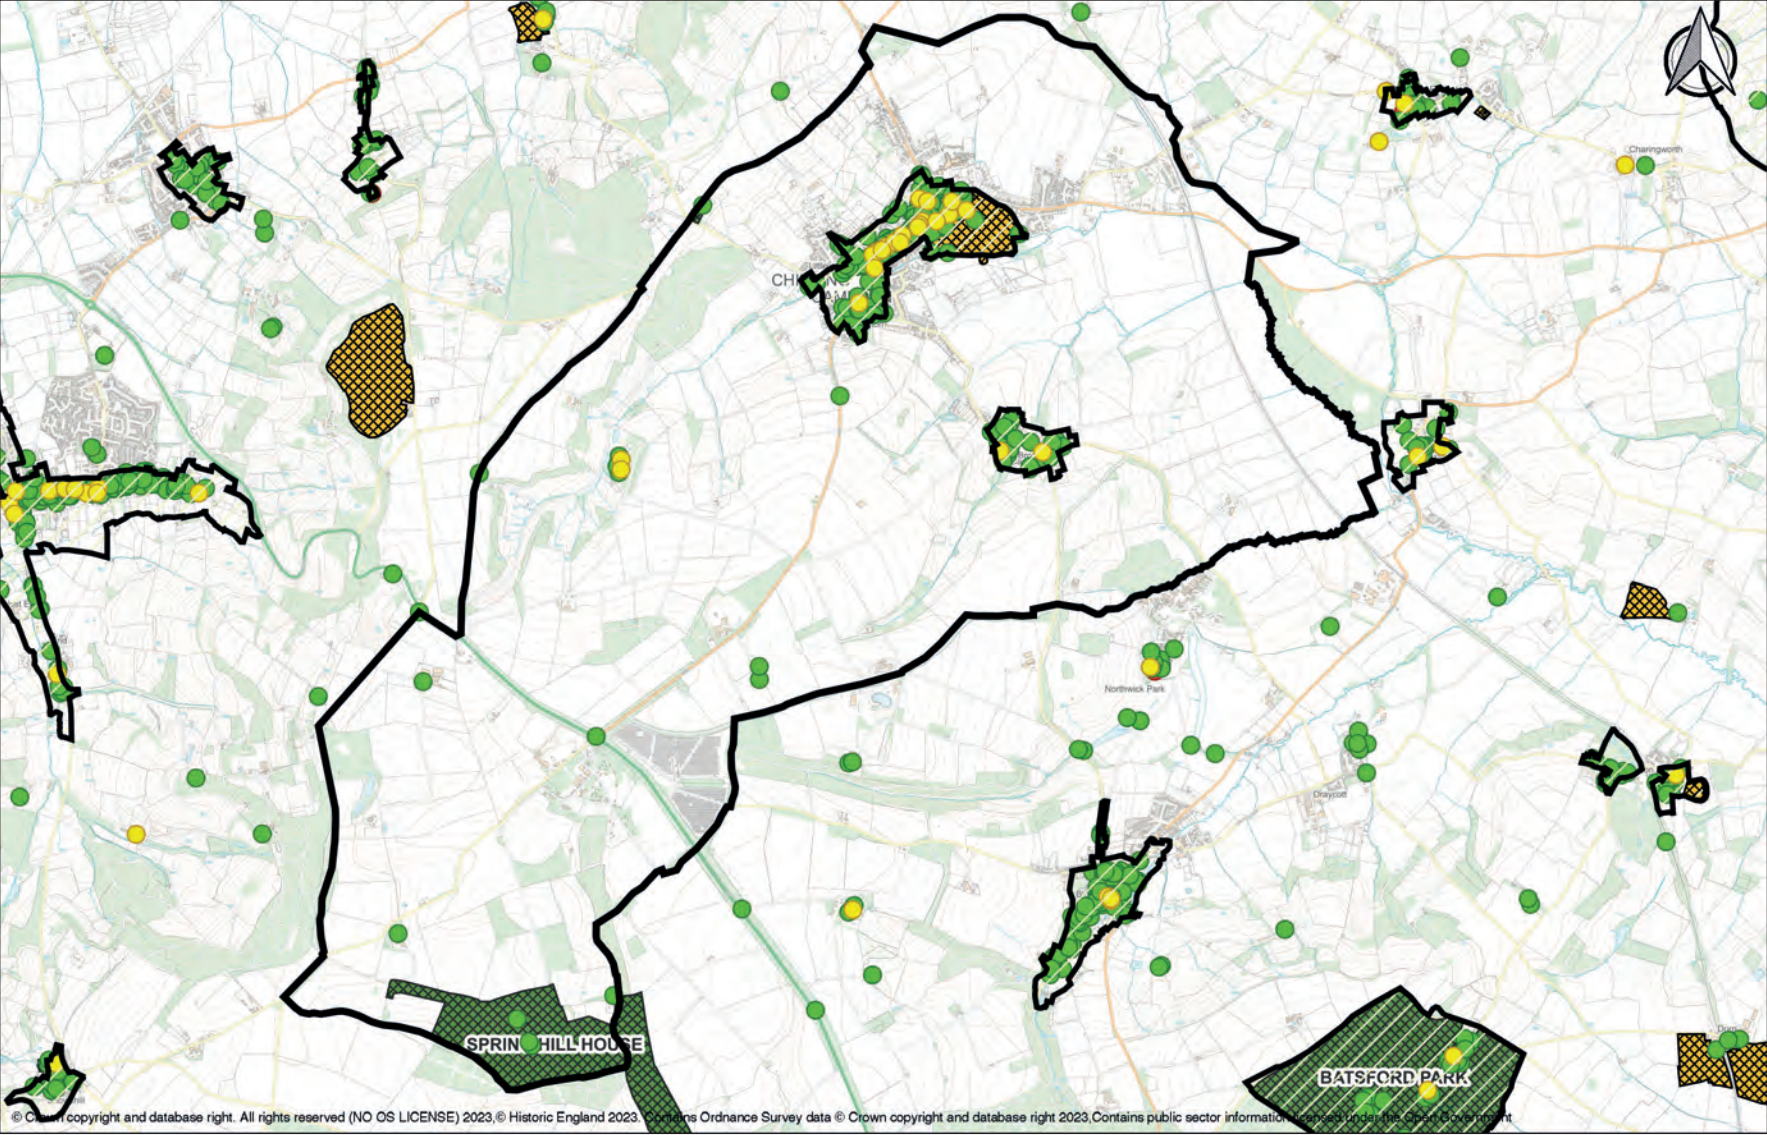 Charingworth
Northwick Park
Draycott
SPRIN HILL HOUSE
BATSFORD PARK
© Crown copyright and database right. All rights reserved (NO OS LICENSE) 2023,© Historic England 2023. Contains Ordnance Survey data © Crown copyright and database right 2023,Contains public sector information licensed under the Open Government